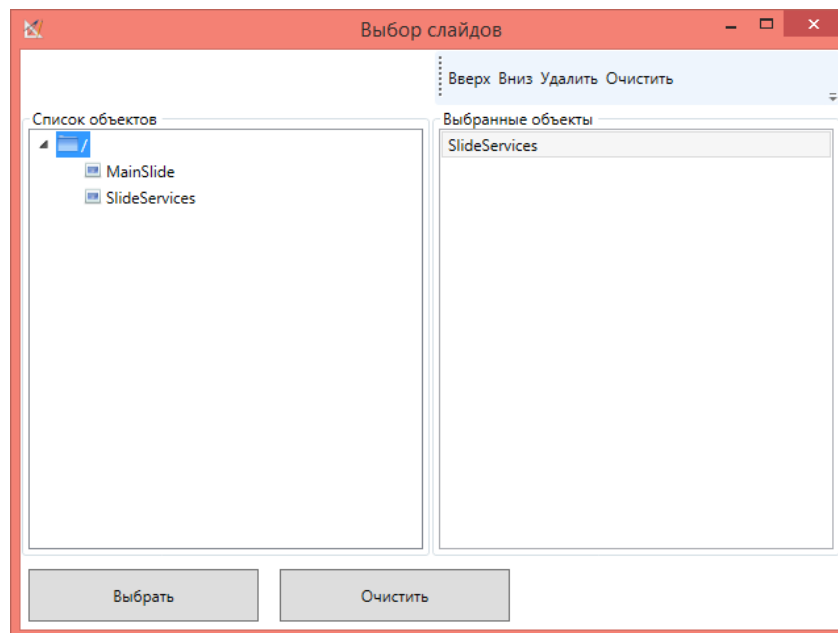 Выбор слайдов
Вверх Вниз Удалить Очистить
Список объектов
/
MainSlide
SlideServices
Выбранные объекты
SlideServices
Выбрать
Очистить